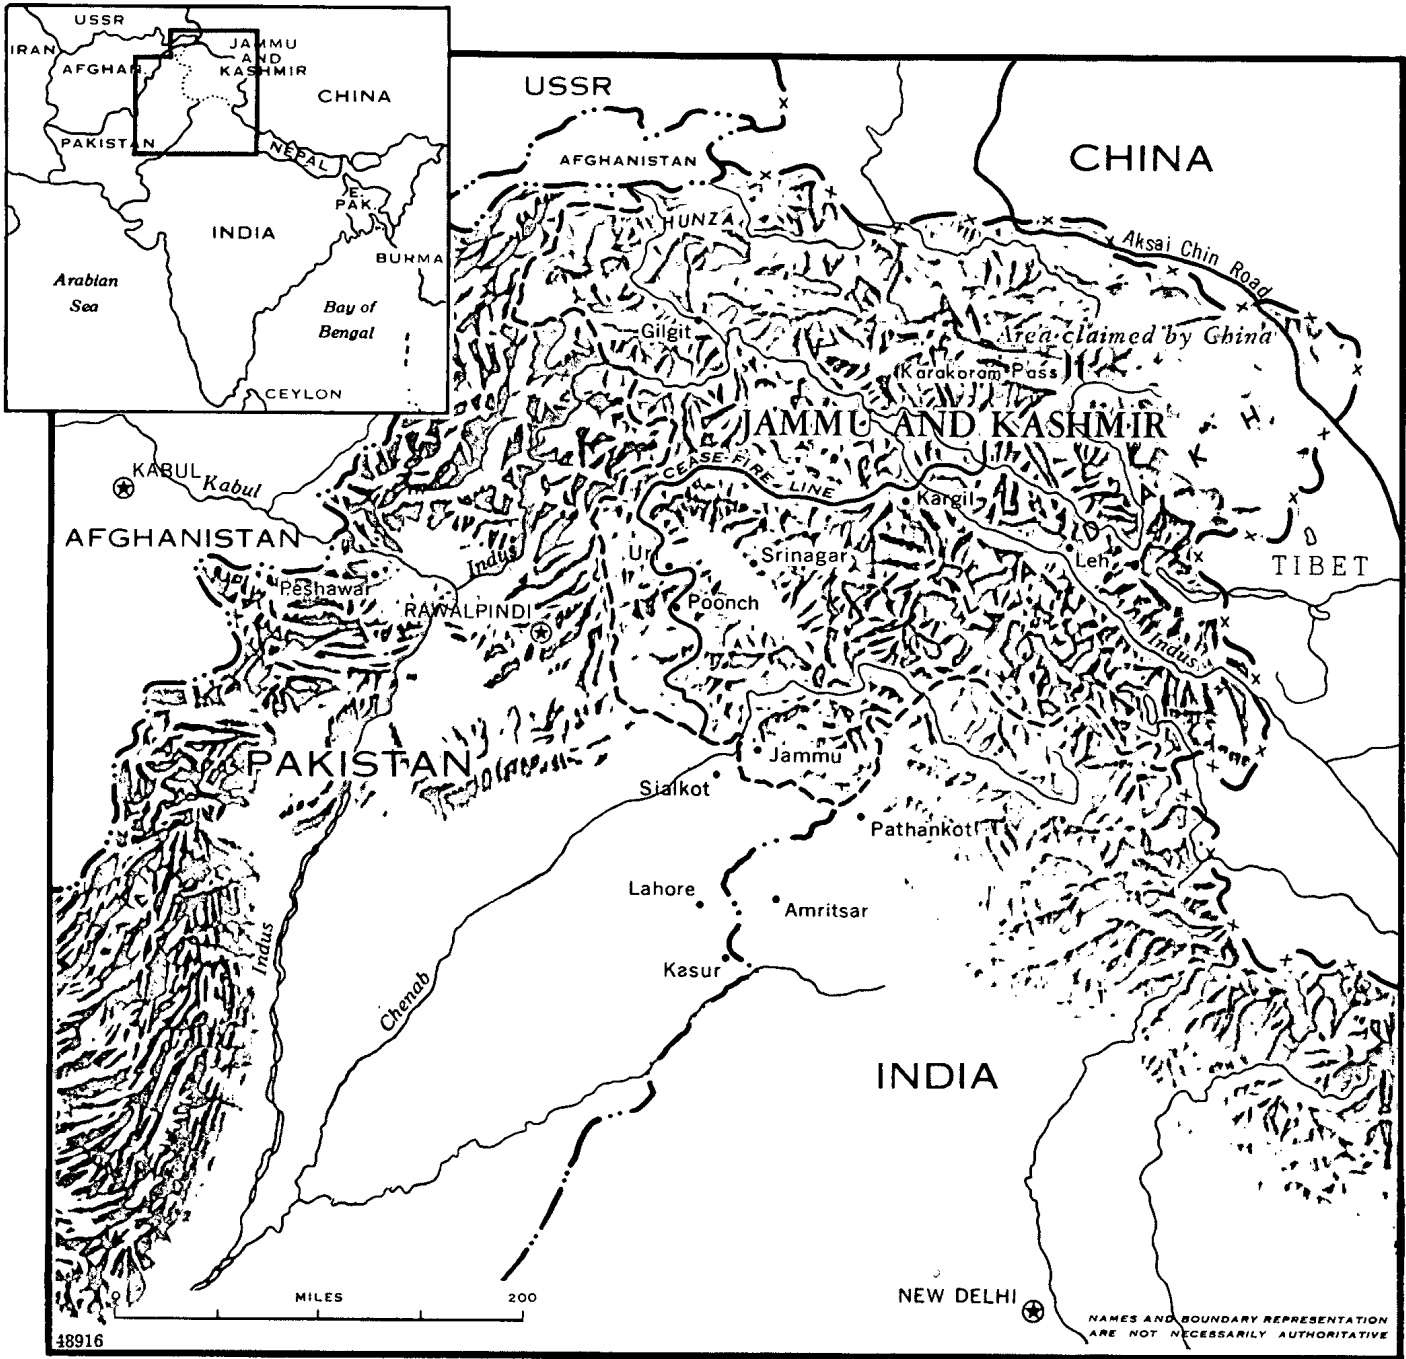 USSR
IRAN
AFGHAN.
JAMMU
AND
KASHMIR
CHINA
PAKISTAN
NEPAL
E.
PAK.
INDIA
BURMA
Arabian
Sea
Bay of
Bengal
CEYLON
USSR
AFGHANISTAN
CHINA
HUNZA
Aksai Chin Road
Gilgit
Area claimed by China
Karakoram Pass
JAMMU AND KASHMIR
CEASE-FIRE LINE
KABUL
Kabul
Kargil
LADAKH
AFGHANISTAN
Indus
Uri
Srinagar
Leh
TIBET
Peshawar
RAWALPINDI
Poonch
Indus
PAKISTAN
Jammu
Sialkot
Pathankot
Lahore
Amritsar
Indus
Kasur
Chenab
INDIA
NEW DELHI
0 MILES 200
NAMES AND BOUNDARY REPRESENTATION
ARE NOT NECESSARILY AUTHORITATIVE
48916